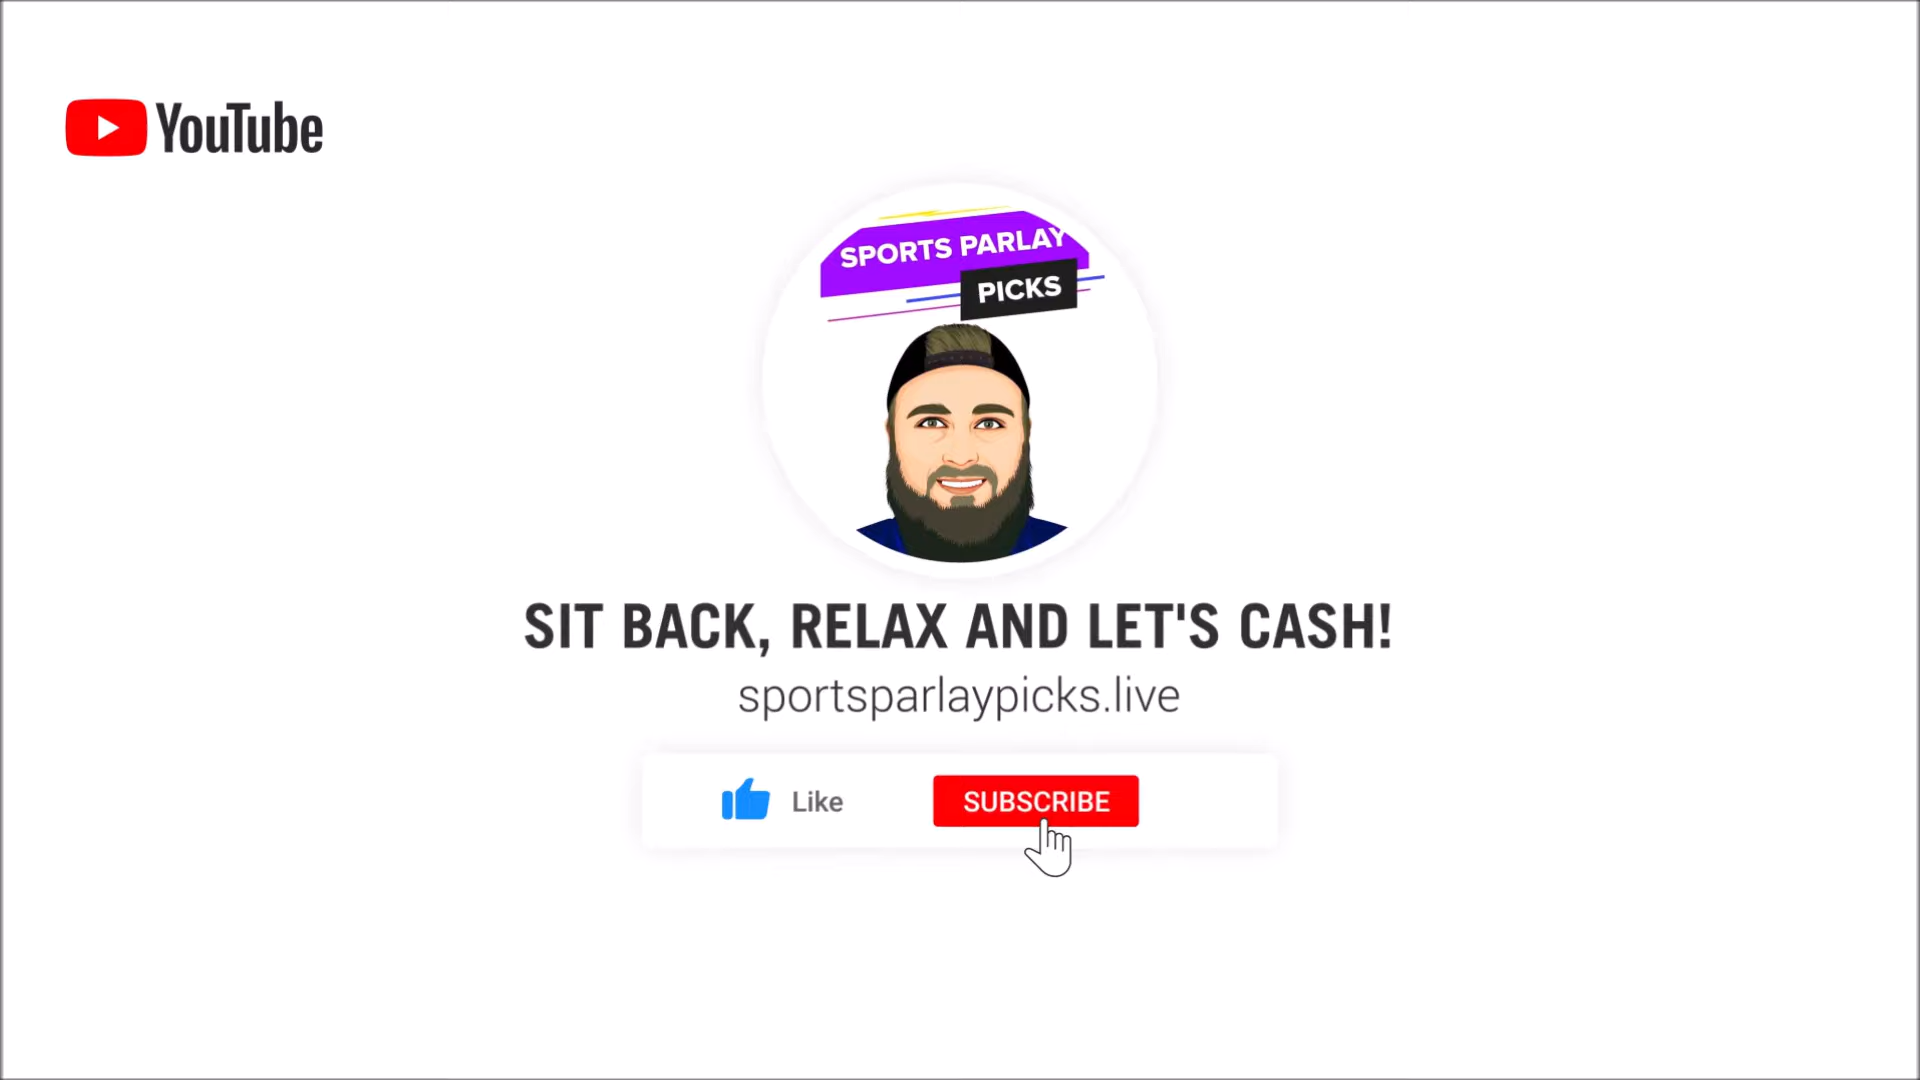 YouTube
SPORTS PARLAY
PICKS
SIT BACK, RELAX AND LET'S CASH!
sportsparlaypicks.live
Like
SUBSCRIBE